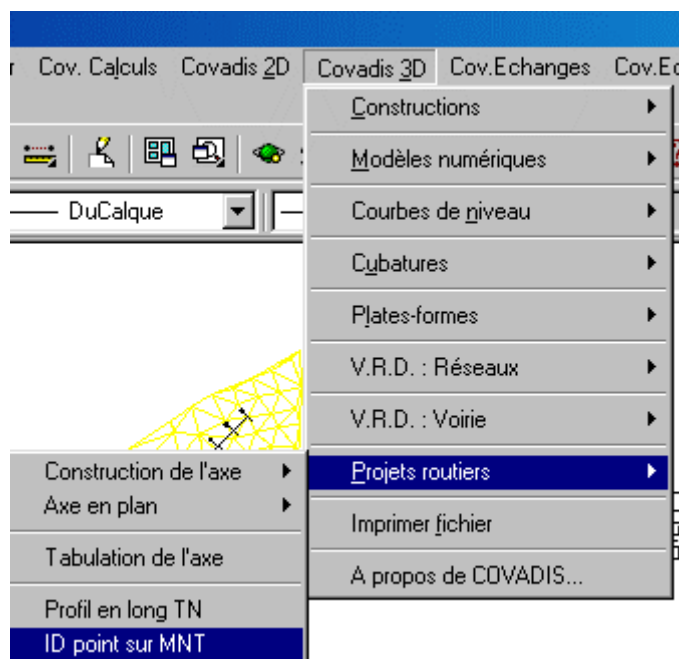 Cov. Calculs Covadis 2D Covadis 3D Cov.Echanges
Constructions
Modèles numériques
DuCalque
Courbes de niveau
Cubatures
Plates-formes
V.R.D. : Réseaux
V.R.D. : Voirie
Construction de l'axe
Projets routiers
Axe en plan
Imprimer fichier
Tabulation de l'axe
A propos de COVADIS...
Profil en long TN
ID point sur MNT